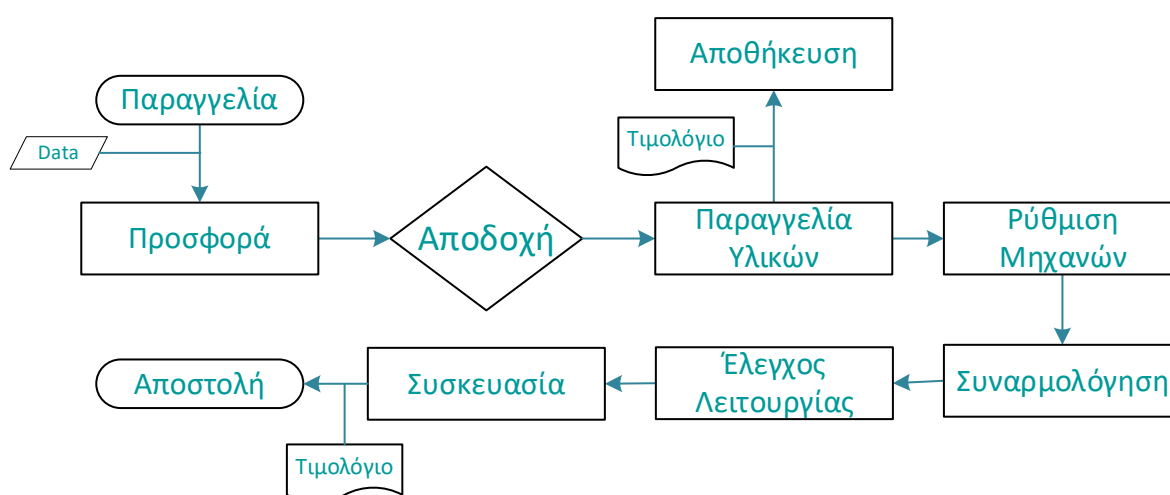 Αποθήκευση
Παραγγελία
Τιμολόγιο
Data
Προσφορά
Αποδοχή
Παραγγελία
Υλικών
Ρύθμιση
Μηχανών
Αποστολή
Συσκευασία
Έλεγχος
Λειτουργίας
Συναρμολόγηση
Τιμολόγιο